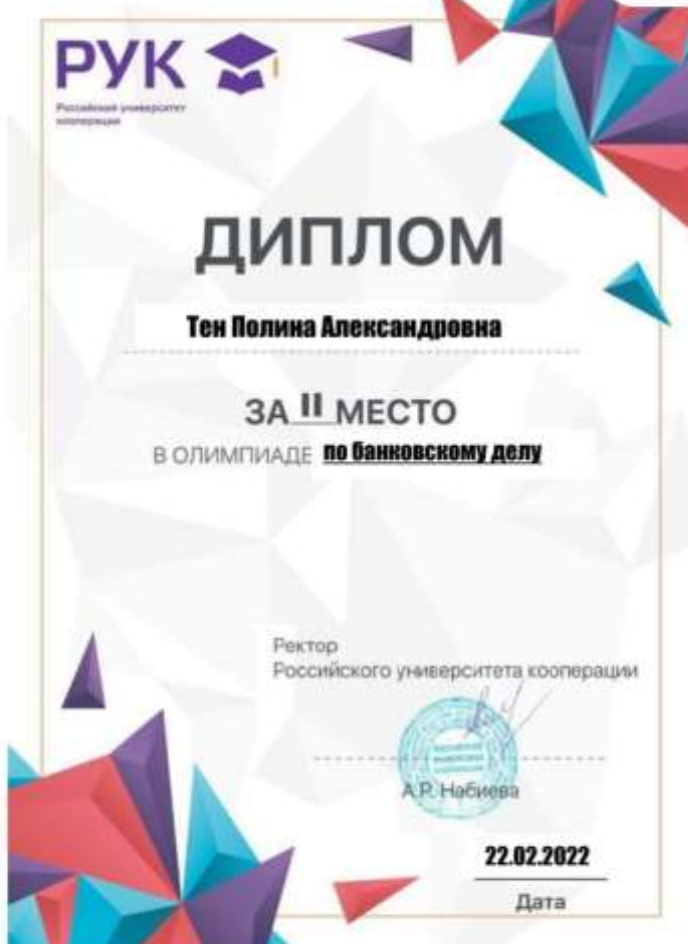 РУК
Российский университет
кооперации
ДИПЛОМ
Тен Полина Александровна
ЗА II МЕСТО
В ОЛИМПИАДЕ по банковскому делу
Ректор
Российского университета кооперации
А.Р. Набиева
22.02.2022
Дата